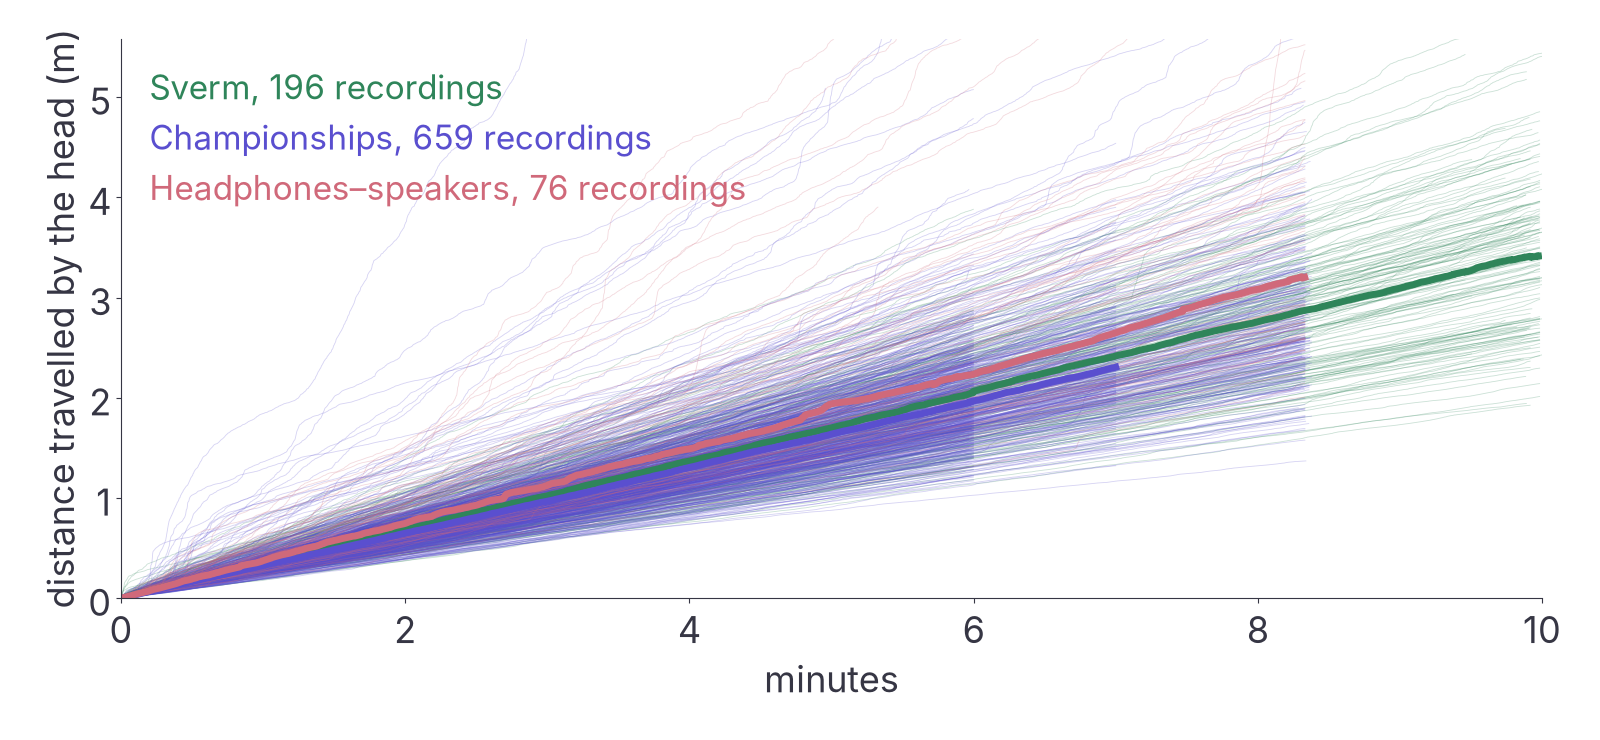 distance travelled by the head (m)
Sverm, 196 recordings
Championships, 659 recordings
Headphones–speakers, 76 recordings
5
4
3
2
1
0
0 2 4 6 8 10
minutes